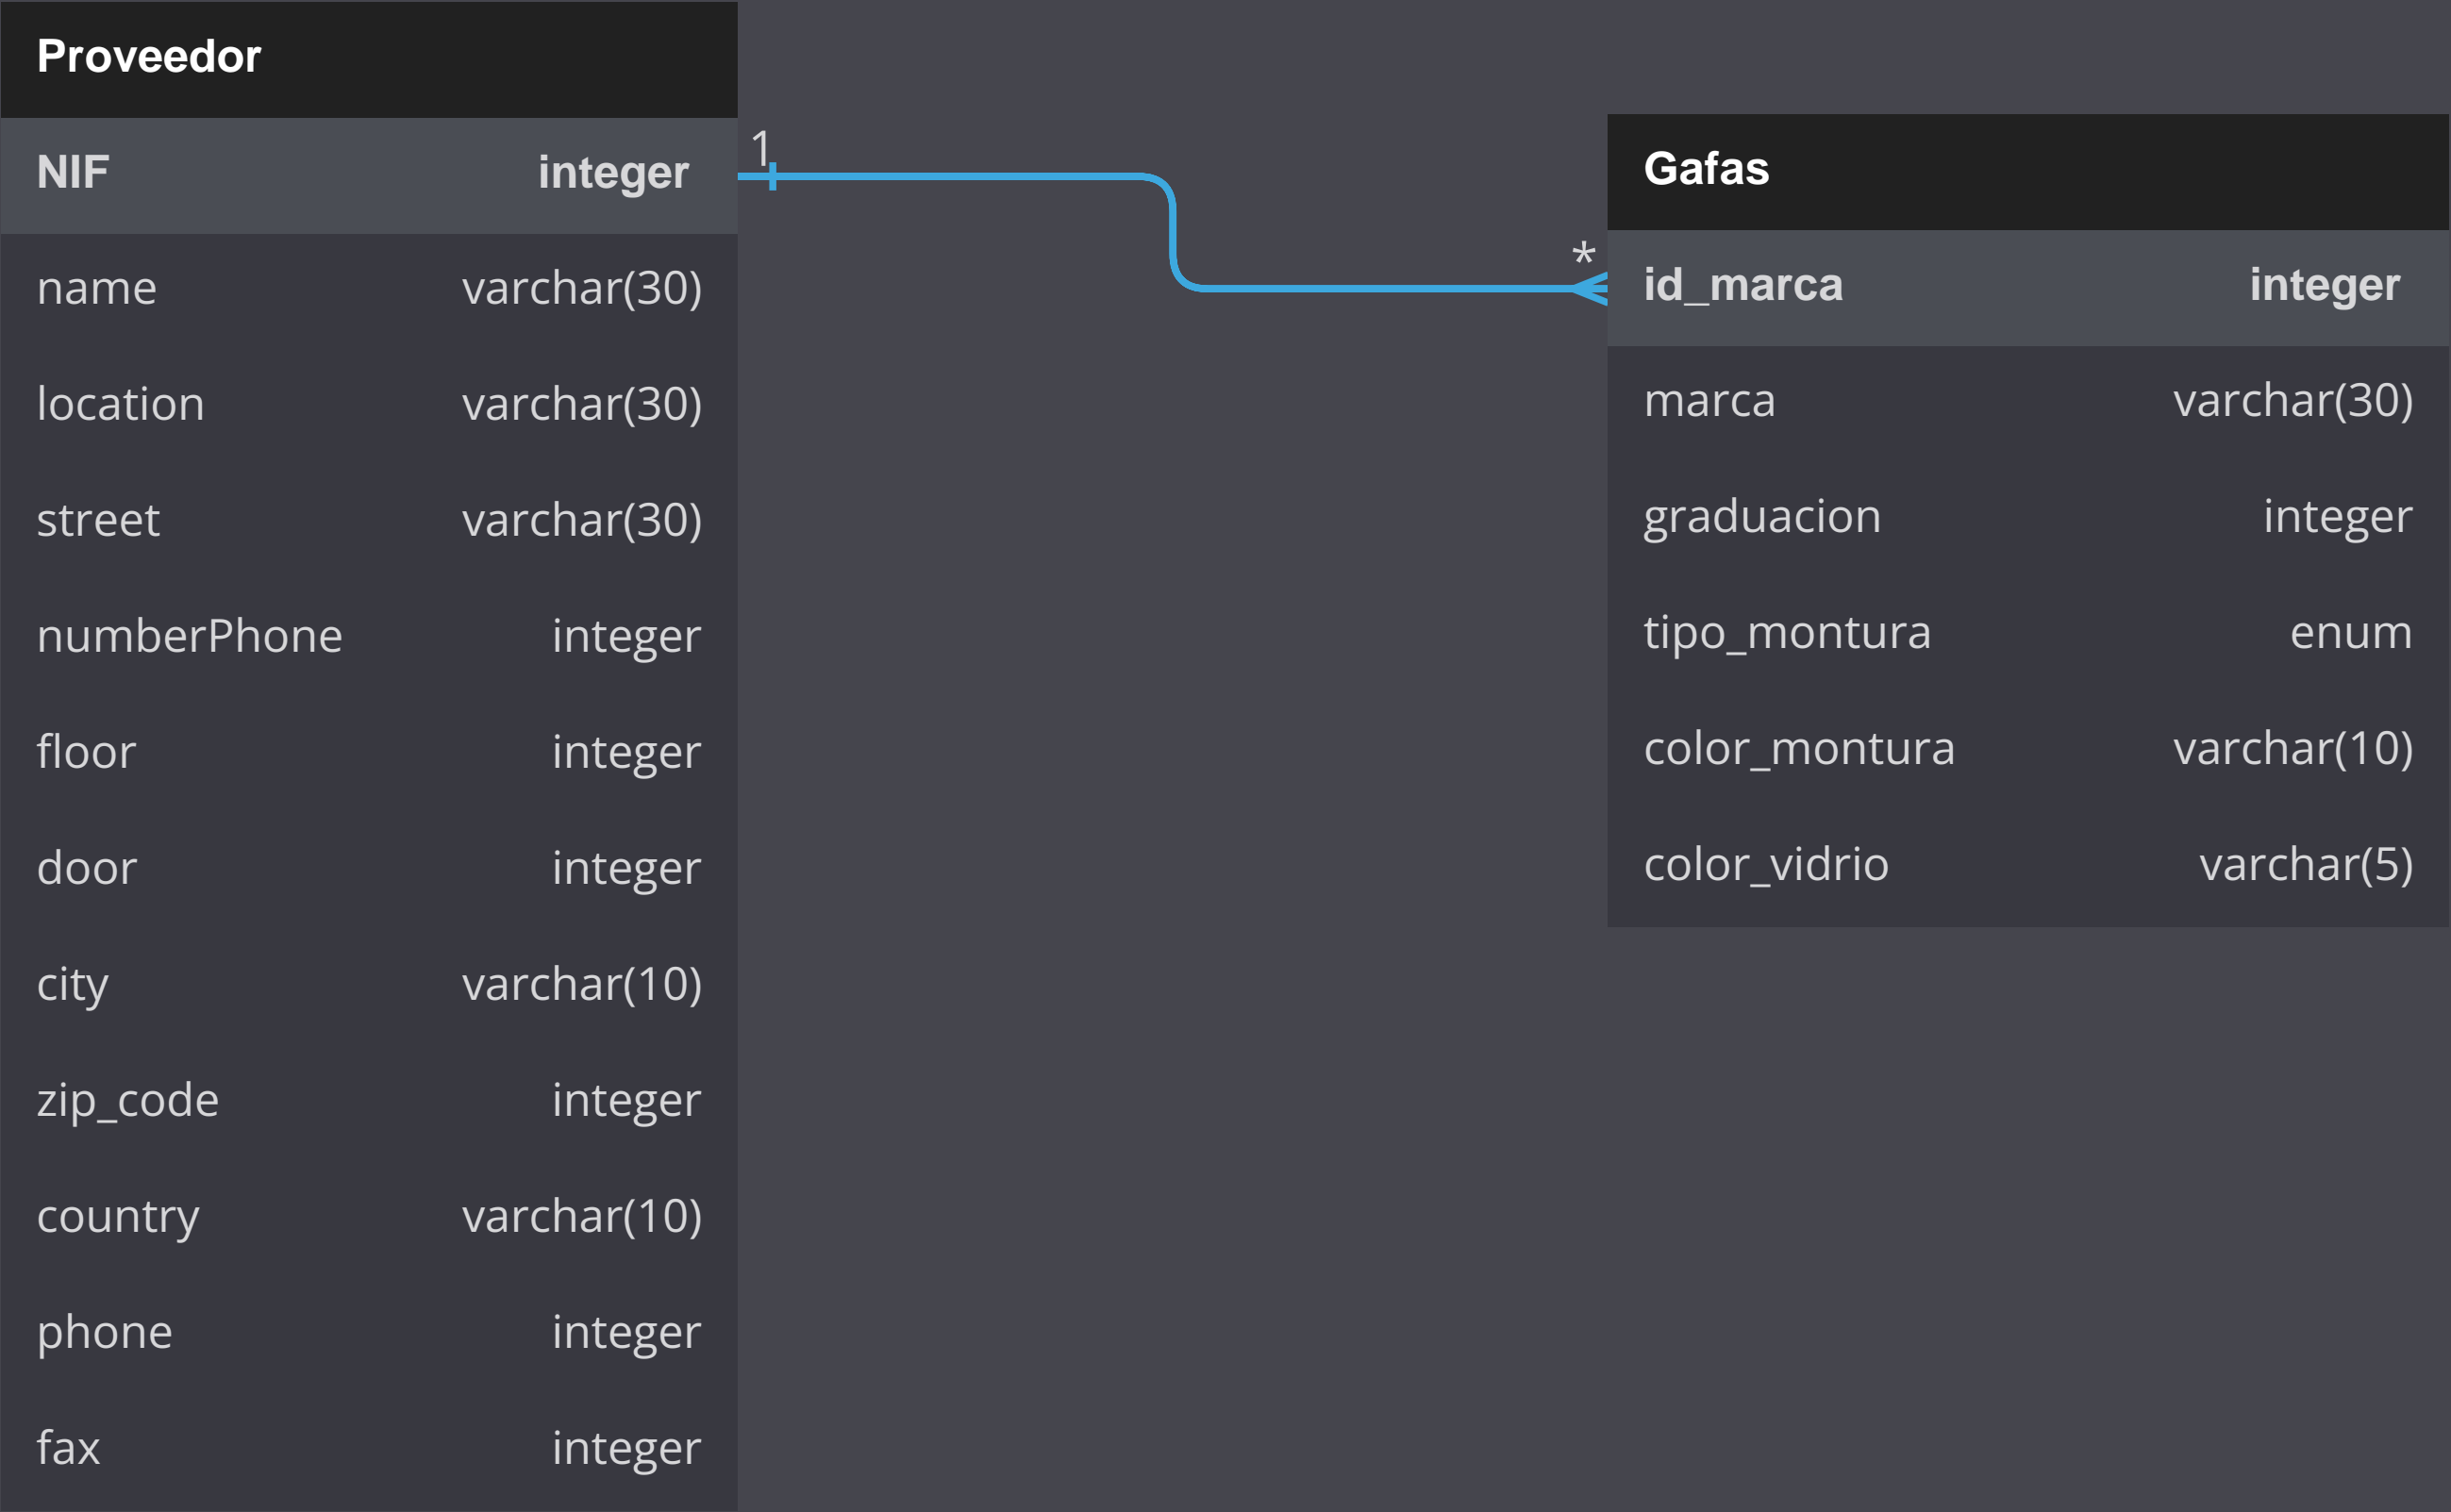 Proveedor
NIF integer
name varchar(30)
location varchar(30)
street varchar(30)
numberPhone integer
floor integer
door integer
city varchar(10)
zip_code integer
country varchar(10)
phone integer
fax integer
1
*
Gafas
id_marca integer
marca varchar(30)
graduacion integer
tipo_montura enum
color_montura varchar(10)
color_vidrio varchar(5)